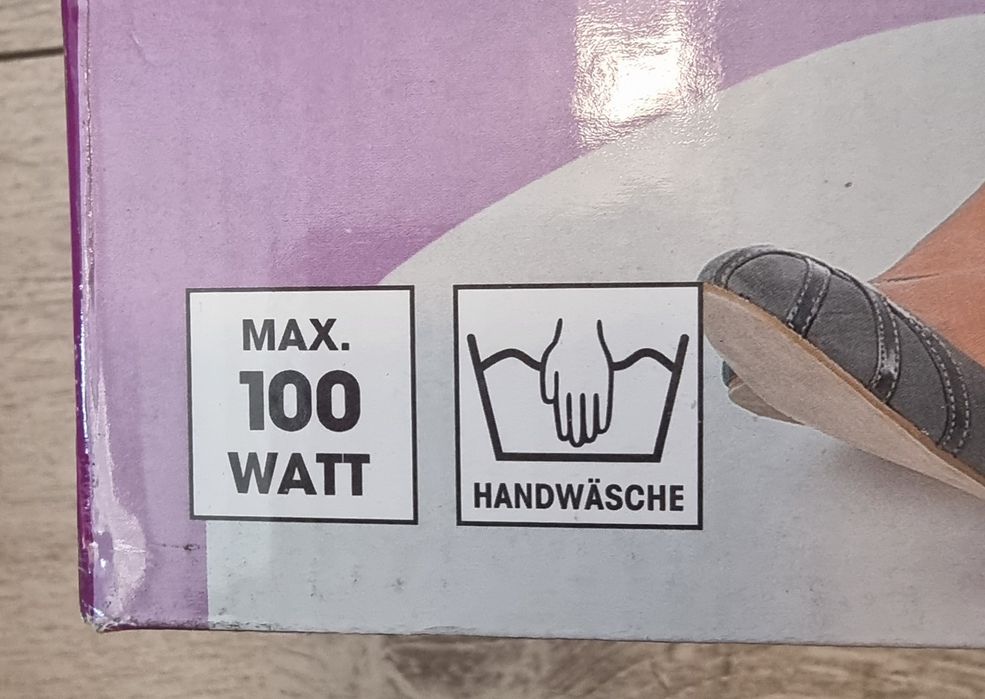 MAX.
100
WATT
HANDWÄSCHE